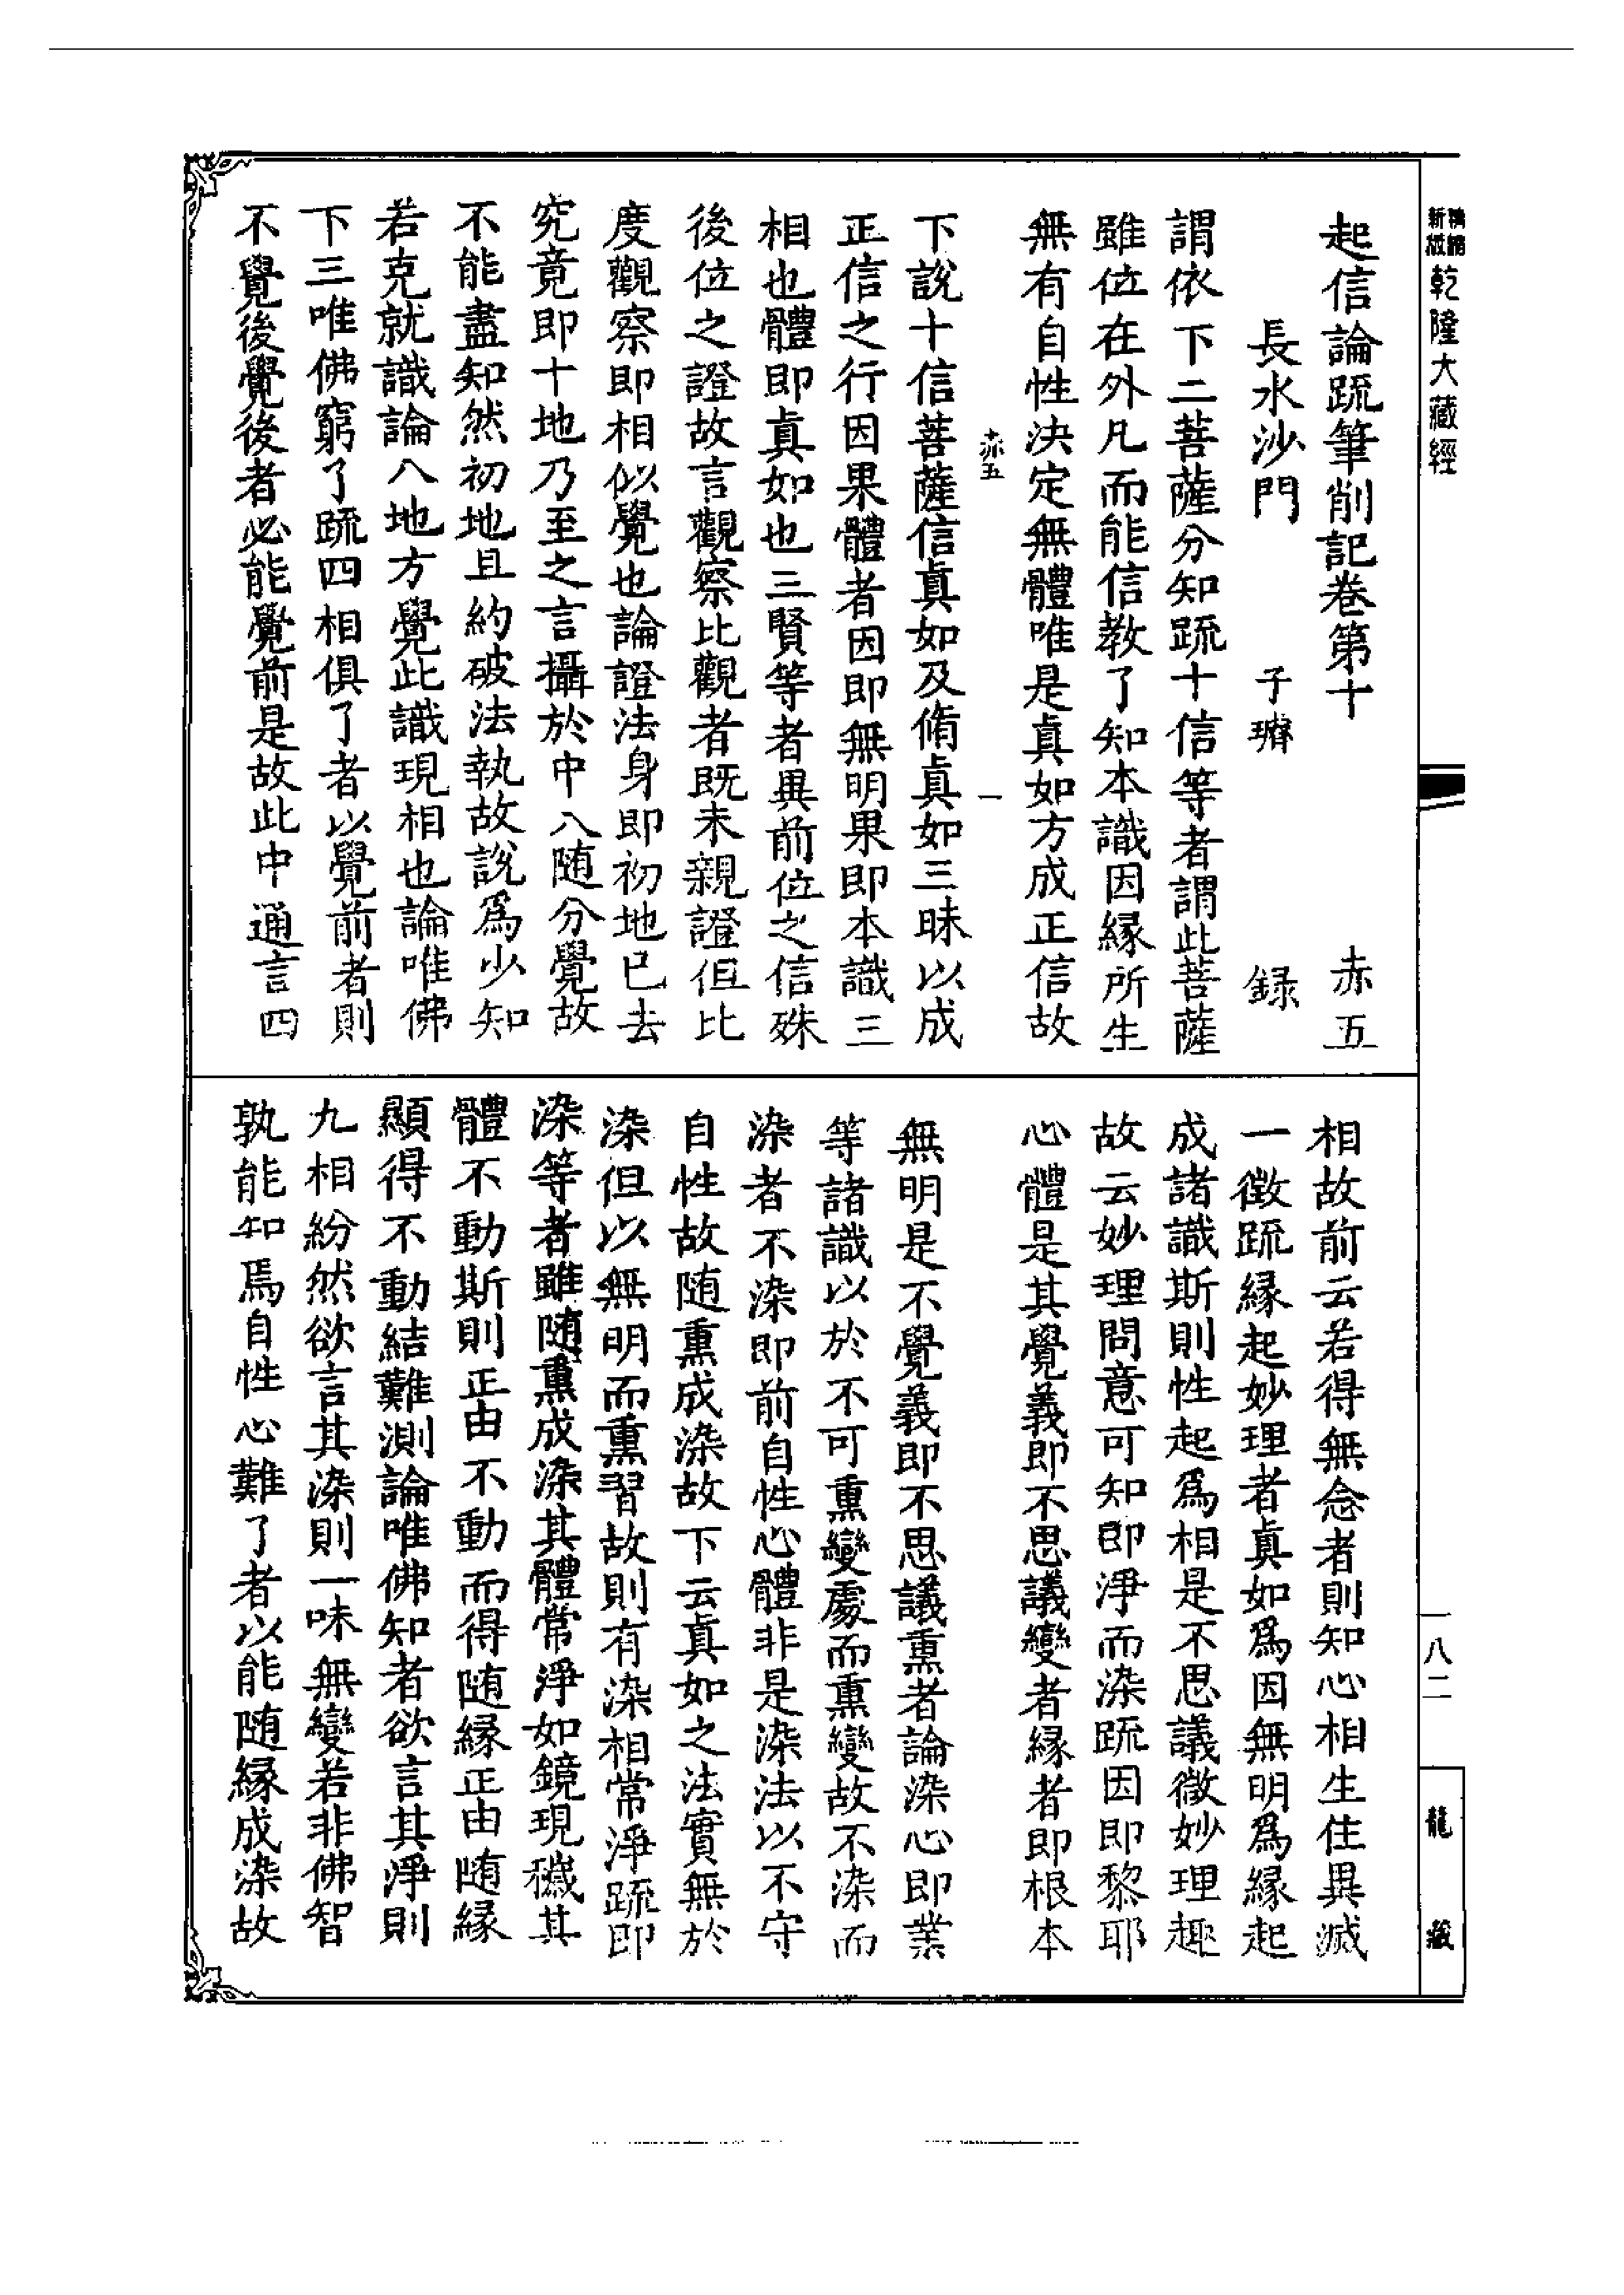 新版 乾隆大藏經
起信論疏筆削記卷第十 赤五
長水沙門 子璿 録
謂依下二菩薩分知疏十信等者謂此菩薩
雖位在外凡而能信教了知本識因縁所生
無有自性決定無體唯是真如方成正信故
赤五 一
下說十信菩薩信真如及脩真如三昧以成
正信之行因果體者因即無明果即本識三
相也體即真如也三賢等者異前位之信殊
後位之證故言觀察比觀者既未親證但比
度觀察即相似覺也論證法身即初地已去
究竟即十地乃至之言攝於中八随分覺故
不能盡知然初地且約破法執故說為少知
若克就識論八地方覺此識現相也論唯佛
下三唯佛窮了疏四相俱了者以覺前者則
不覺後覺後者必能覺前是故此中通言四
相故前云若得無念者則知心相生住異滅
一徴疏縁起妙理者真如為因無明為縁起
成諸識斯則性起為相是不思議微妙理趣
故云妙理問意可知即淨而染疏因即黎耶
心體是其覺義即不思議變者縁者即根本
無明是不覺義即不思議熏者論染心即業
等諸識以於不可熏變處而熏變故不染而
染者不染即前自性心體非是染法以不守
自性故随熏成染故下云真如之法實無於
染但以無明而熏習故則有染相常淨疏即
染等者雖随熏成染其體常淨如鏡現穢其
體不動斯則正由不動而得随縁正由随縁
顯得不動結難測論唯佛知者欲言其淨則
九相紛然欲言其染則一味無變若非佛智
孰能知焉自性心難了者以能随縁成染故
一八二
龍藏